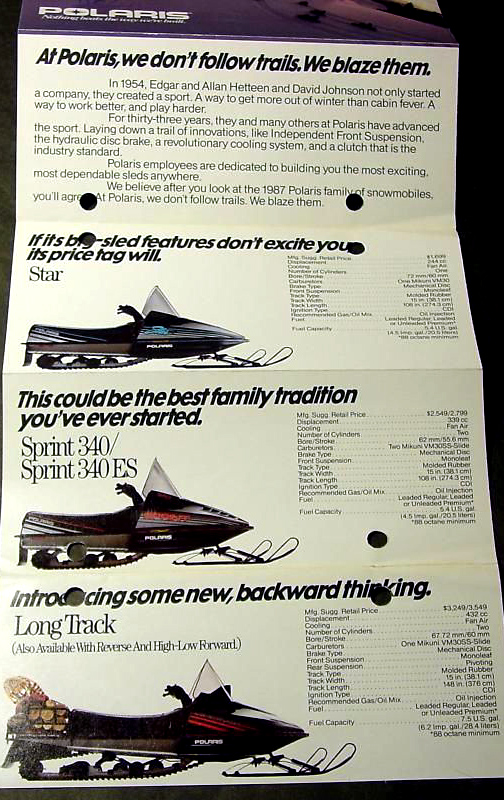 POLARIS
Nothing beats the way we're built.
At Polaris, we don't follow trails. We blaze them.
In 1954, Edgar and Allan Hetteen and David Johnson not only started
a company, they created a sport. A way to get more out of winter than cabin fever. A
way to work better, and play harder.
For thirty-three years, they and many others at Polaris have advanced
the sport. Laying down a trail of innovations, like Independent Front Suspension,
the hydraulic disc brake, a revolutionary cooling system, and a clutch that is the
industry standard.
Polaris employees are dedicated to building you the most exciting,
most dependable sleds anywhere.
We believe after you look at the 1987 Polaris family of snowmobiles,
you'll agree. At Polaris, we don't follow trails. We blaze them.
If its big-sled features don't excite you,
its price tag will.
Star
Mfg. Sugg. Retail Price $1,699
Displacement 244 cc
Cooling Fan Air
Number of Cylinders One
Bore/Stroke 72 mm/60 mm
Carburetors One Mikuni VM30
Brake Type Mechanical Disc
Front Suspension Monoleaf
Track Type Molded Rubber
Track Width 15 in. (38.1 cm)
Track Length 108 in. (274.3 cm)
Ignition Type CDI
Recommended Gas/Oil Mix Oil Injection
Fuel Leaded Regular, Leaded
or Unleaded Premium*
Fuel Capacity 5.4 U.S. gal.
(4.5 Imp. gal./20.5 liters)
*88 octane minimum
POLARIS
This could be the best family tradition
you've ever started.
Sprint 340/
Sprint 340 ES
Mfg. Sugg. Retail Price $2,549/2,799
Displacement 339 cc
Cooling Fan Air
Number of Cylinders Two
Bore/Stroke 62 mm/55.6 mm
Carburetors Two Mikuni VM30SS-Slide
Brake Type Mechanical Disc
Front Suspension Monoleaf
Track Type Molded Rubber
Track Width 15 in. (38.1 cm)
Track Length 108 in. (274.3 cm)
Ignition Type CDI
Recommended Gas/Oil Mix Oil Injection
Fuel Leaded Regular, Leaded
or Unleaded Premium*
Fuel Capacity 5.4 U.S. gal.
(4.5 Imp. gal./20.5 liters)
*88 octane minimum
POLARIS
Introducing some new, backward thinking.
Long Track
(Also Available With Reverse And High-Low Forward.)
Mfg. Sugg. Retail Price $3,249/3,549
Displacement 432 cc
Cooling Fan Air
Number of Cylinders Two
Bore/Stroke 67.72 mm/60 mm
Carburetors One Mikuni VM30SS-Slide
Brake Type Mechanical Disc
Front Suspension Monoleaf
Rear Suspension Pivoting
Track Type Molded Rubber
Track Width 15 in. (38.1 cm)
Track Length 148 in. (376 cm)
Ignition Type CDI
Recommended Gas/Oil Mix Oil Injection
Fuel Leaded Regular, Leaded
or Unleaded Premium*
Fuel Capacity 7.5 U.S. gal.
(6.2 Imp. gal./28.4 liters)
*88 octane minimum
POLARIS